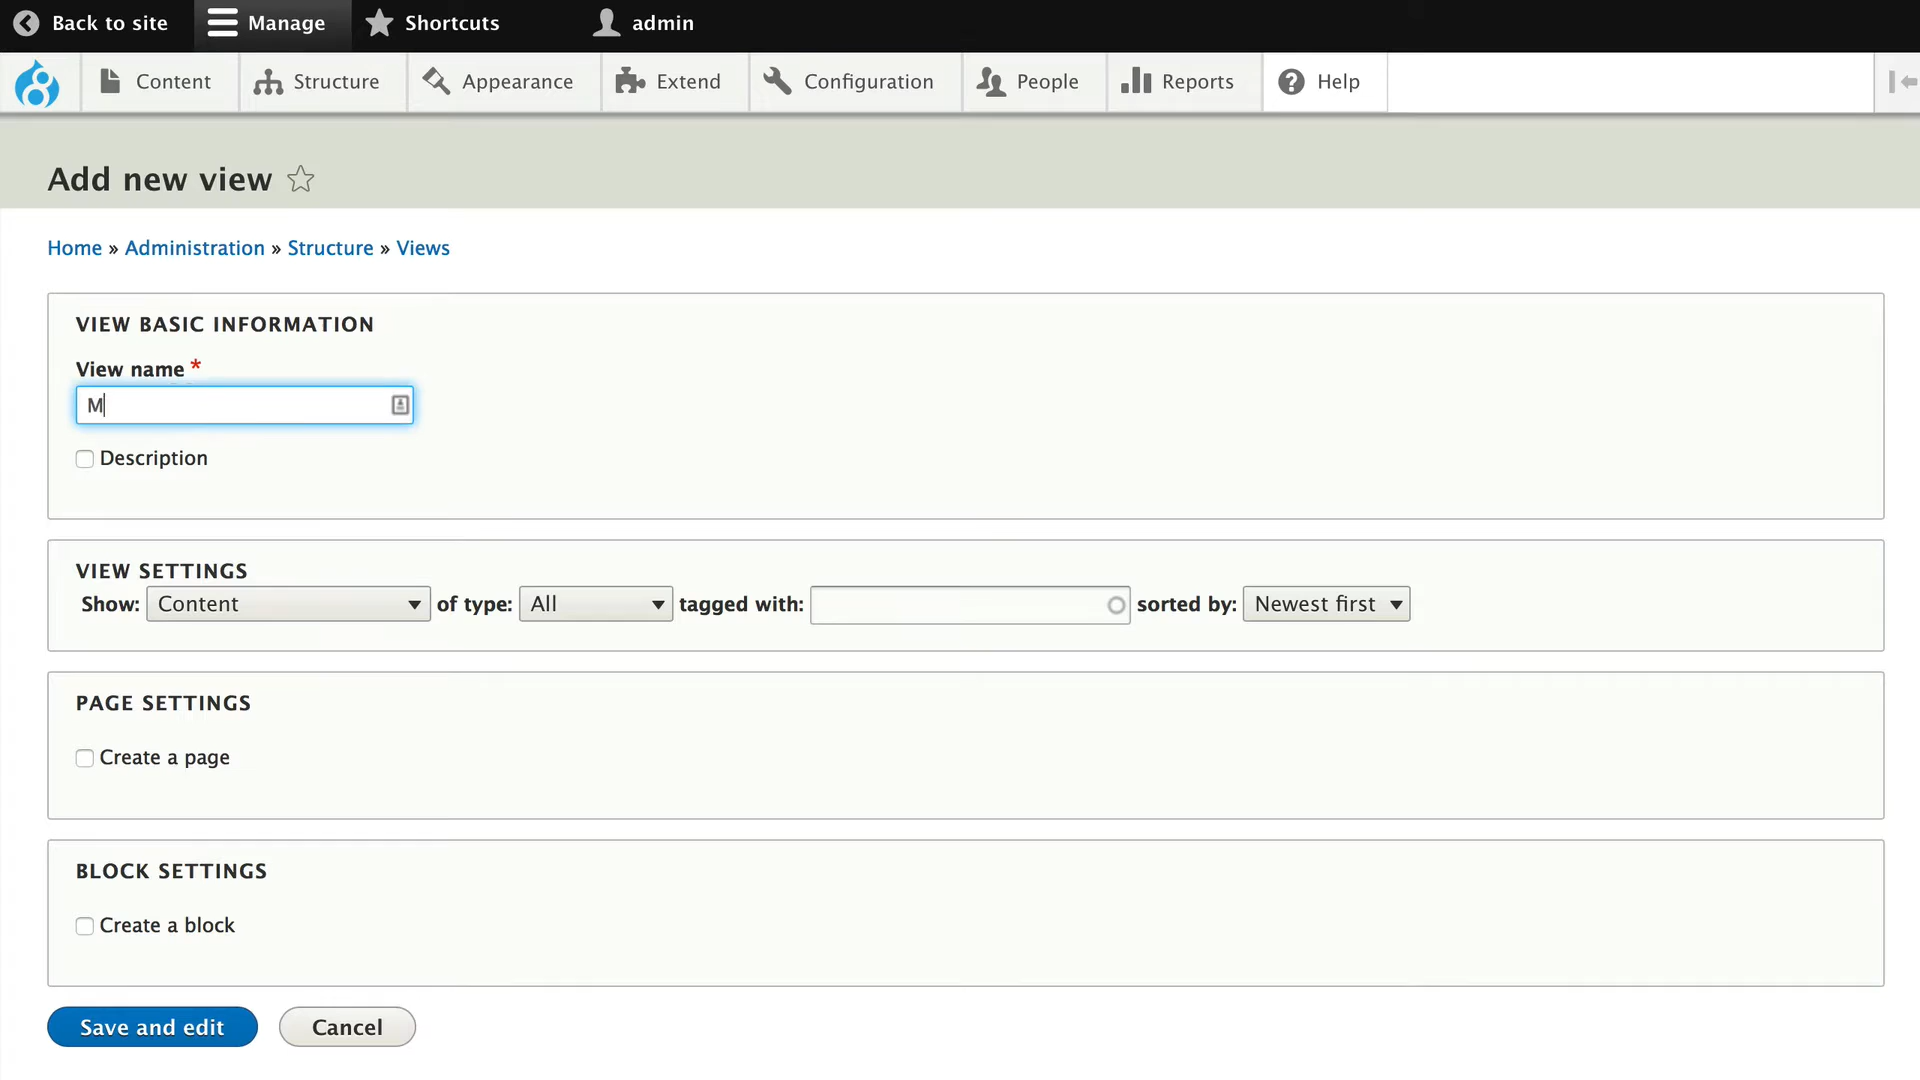 Back to site Manage Shortcuts admin
Content Structure Appearance Extend Configuration People Reports Help
Add new view
Home » Administration » Structure » Views
VIEW BASIC INFORMATION
View name *
M
Description
VIEW SETTINGS
Show: Content of type: All tagged with: sorted by: Newest first
PAGE SETTINGS
Create a page
BLOCK SETTINGS
Create a block
Save and edit Cancel